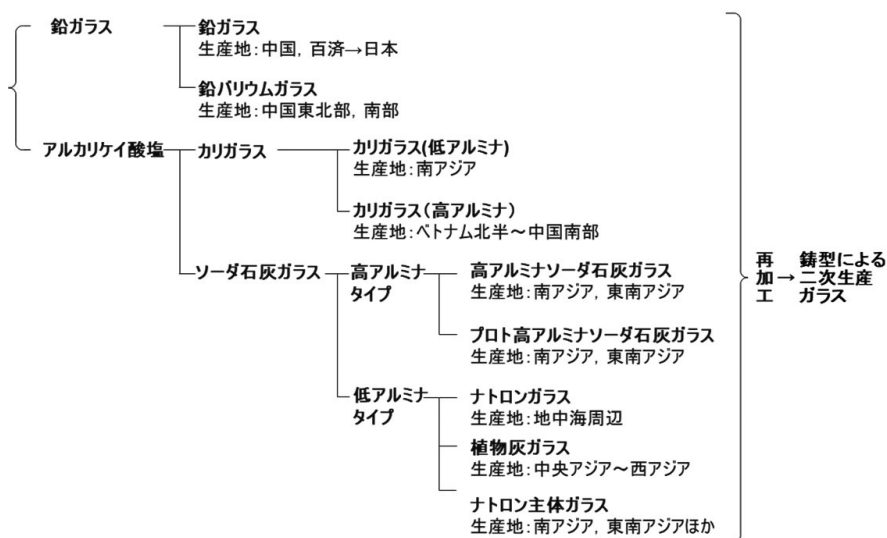 鉛ガラス
鉛ガラス
生産地:中国, 百済→日本
鉛バリウムガラス
生産地:中国東北部, 南部
アルカリケイ酸塩
カリガラス
カリガラス(低アルミナ)
生産地:南アジア
カリガラス(高アルミナ)
生産地:ベトナム北半~中国南部
ソーダ石灰ガラス
高アルミナ
タイプ
高アルミナソーダ石灰ガラス
生産地:南アジア, 東南アジア
プロト高アルミナソーダ石灰ガラス
生産地:南アジア, 東南アジア
低アルミナ
タイプ
ナトロンガラス
生産地:地中海周辺
植物灰ガラス
生産地:中央アジア~西アジア
ナトロン主体ガラス
生産地:南アジア, 東南アジアほか
再加工
→
鋳型による
二次生産
ガラス